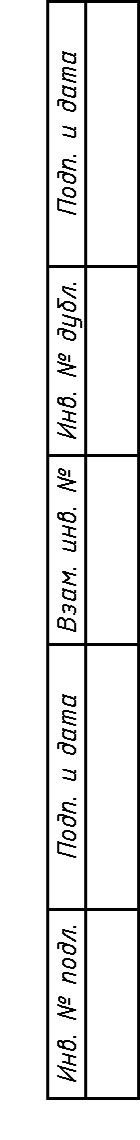 Подп. и дата
Инв. № дубл.
Взам. инв. №
Подп. и дата
Инв. № подл.